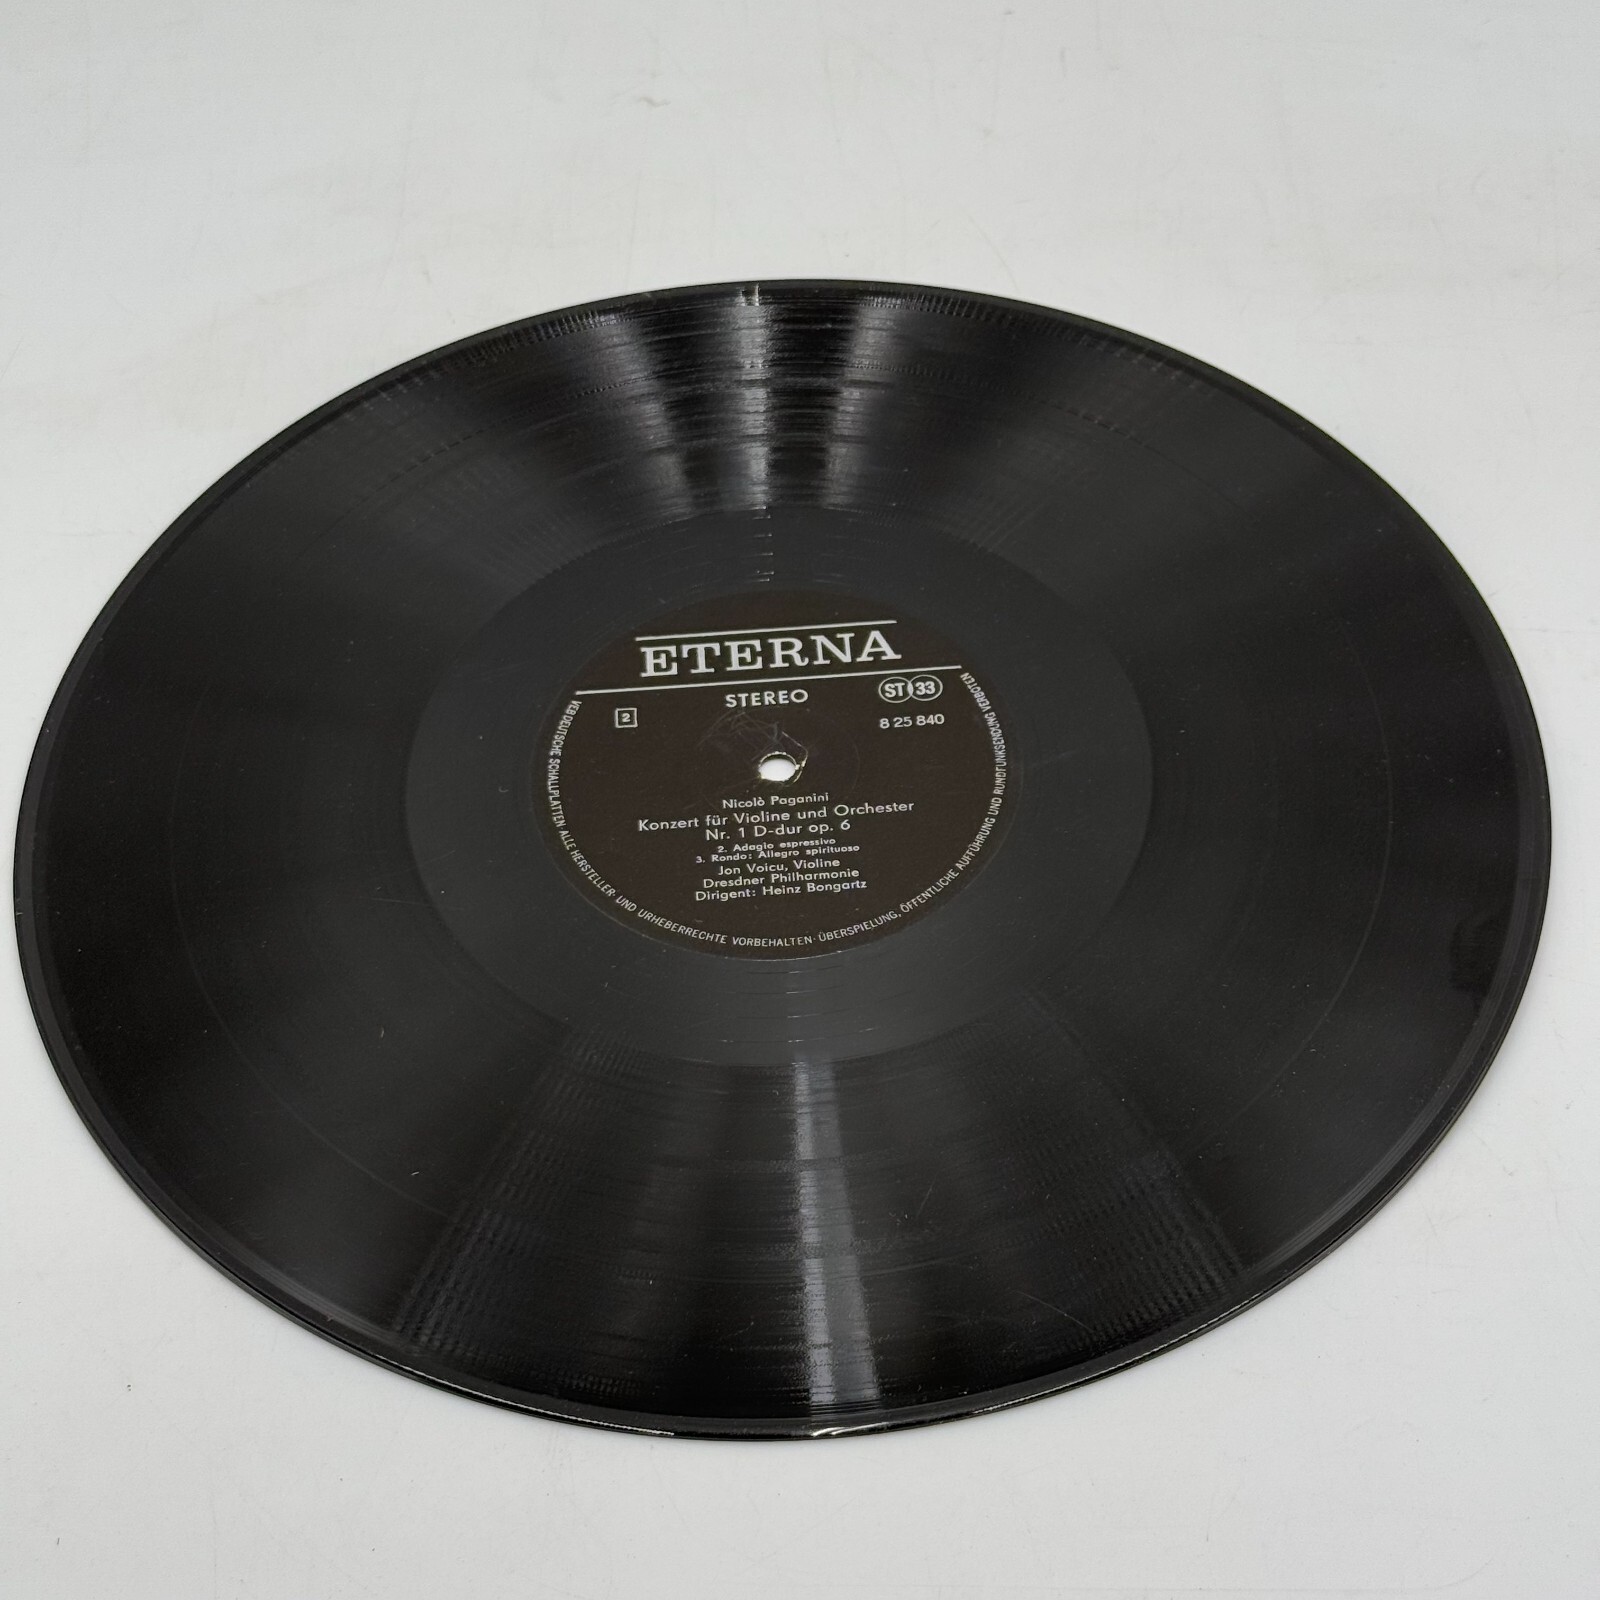 ETERNA
STEREO
ST 33
2
8 25 840
Nicolò Paganini
Konzert für Violine und Orchester
Nr. 1 D-dur op. 6
2. Adagio espressivo
3. Rondo: Allegro spirituoso
Jon Voicu, Violine
Dresdner Philharmonie
Dirigent: Heinz Bongartz
VEB DEUTSCHE SCHALLPLATTEN· ALLE HERSTELLER- UND URHEBERRECHTE VORBEHALTEN· ÜBERSPIELUNG, ÖFFENTLICHE AUFFÜHRUNG UND RUNDFUNKSENDUNG VERBOTEN